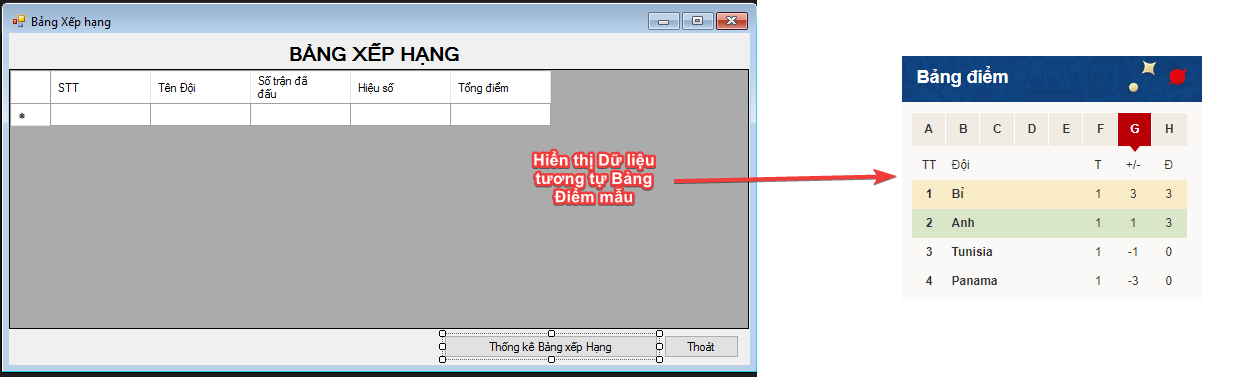 Bảng Xếp hạng
BẢNG XẾP HẠNG
STT Tên Đội Số trận đã đấu Hiệu số Tổng điểm
*
Hiển thị Dữ liệu
tương tự Bảng
Điểm mẫu
Thống kê Bảng xếp Hạng Thoát
Bảng điểm
A B C D E F G H
TT Đội T +/- Đ
1 Bỉ 1 3 3
2 Anh 1 1 3
3 Tunisia 1 -1 0
4 Panama 1 -3 0